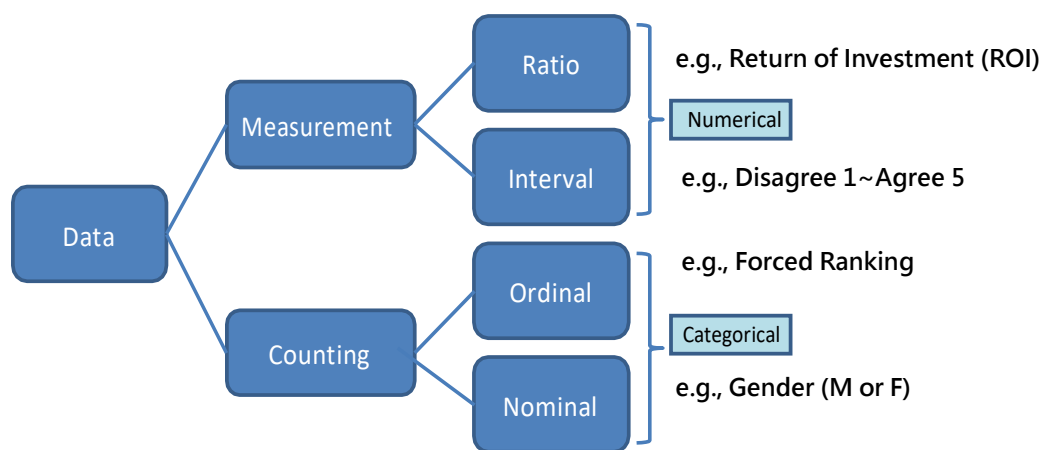 Data
Measurement
Counting
Ratio
Interval
Ordinal
Nominal
e.g., Return of Investment (ROI)
Numerical
e.g., Disagree 1~Agree 5
e.g., Forced Ranking
Categorical
e.g., Gender (M or F)